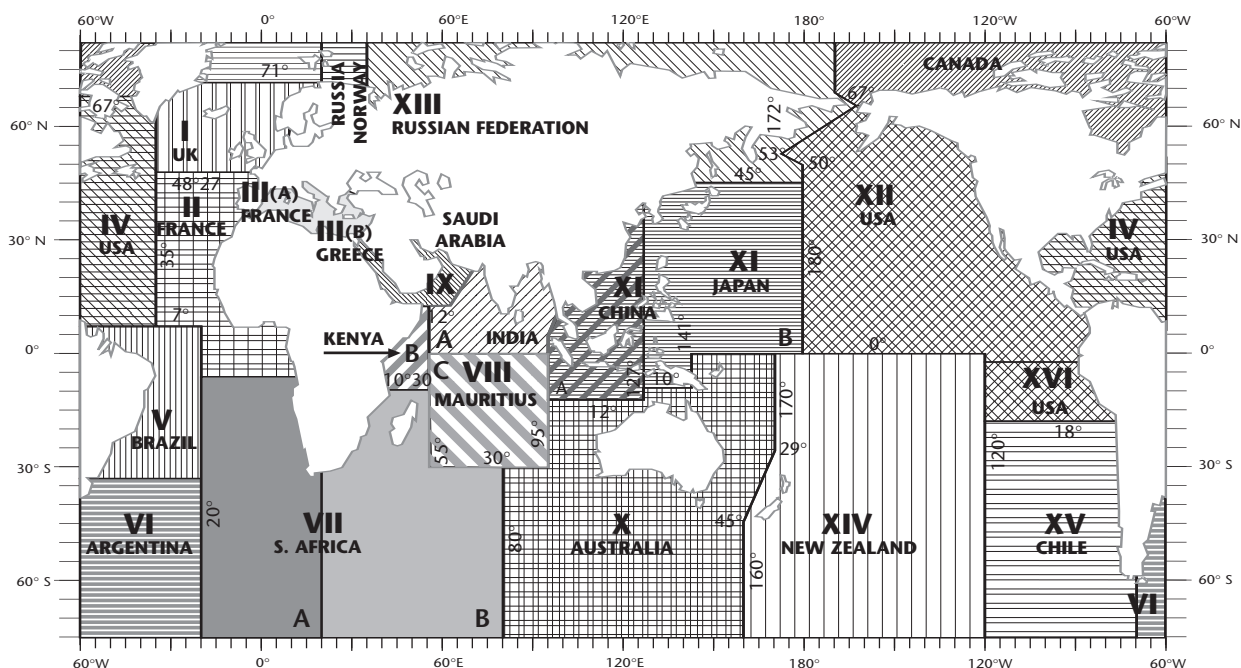 60°W 0° 60°E 120°E 180° 120°W 60°W
71°
CANADA
67°
RUSSIA
NORWAY
XIII
RUSSIAN FEDERATION
172°
67°
60° N
I
UK
53°
50°
60° N
48°27
45°
II
FRANCE
III(A)
FRANCE
XII
USA
IV
USA
III(B)
GREECE
SAUDI
ARABIA
IV
USA
30° N
35°
180°
30° N
IX
XI
CHINA
XI
JAPAN
7°
12°
KENYA
B
A
INDIA
141°
B
0°
0°
0°
10°30
C
VIII
MAURITIUS
A
127°
10°
XVI
USA
V
BRAZIL
12°
170°
18°
55°
95°
30°
29°
120°
30° S
30° S
VI
ARGENTINA
20°
VII
S. AFRICA
80°
X
AUSTRALIA
45°
XIV
NEW ZEALAND
XV
CHILE
160°
60° S
60° S
A
B
VI
60°W 0° 60°E 120°E 180° 120°W 60°W